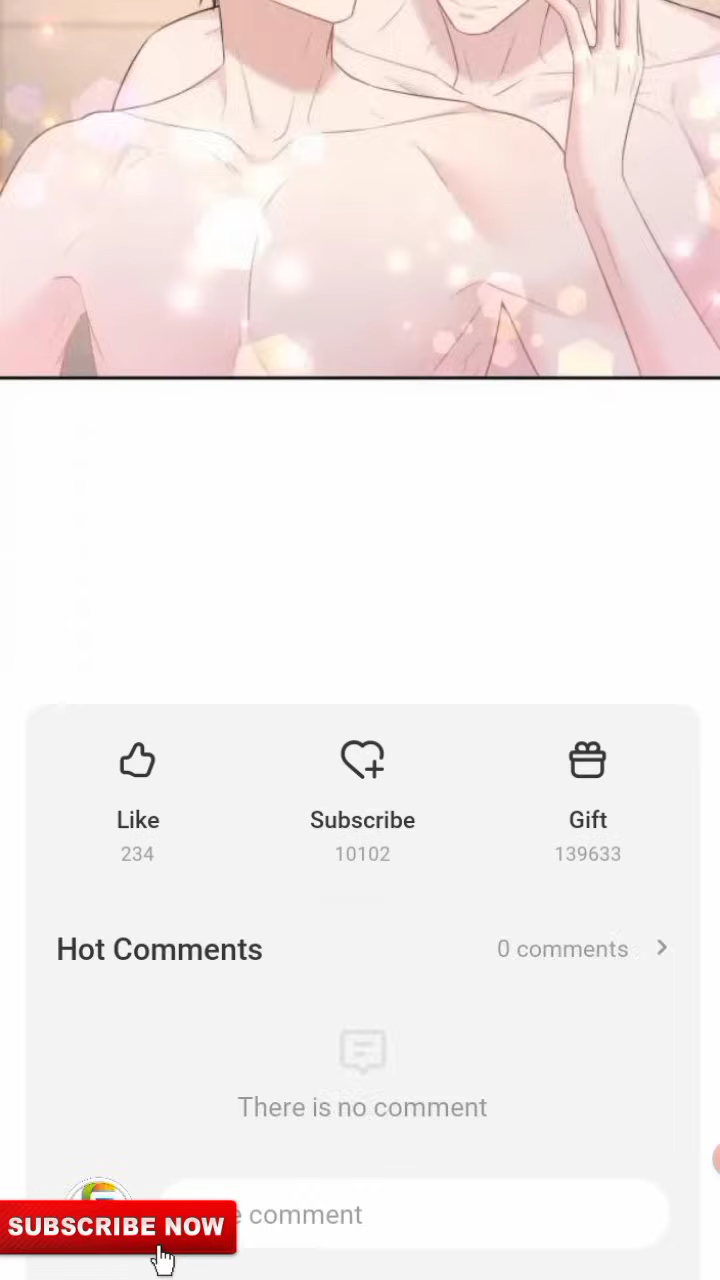 Like
Subscribe
Gift
234
10102
139633
Hot Comments
0 comments
There is no comment
comment
SUBSCRIBE NOW